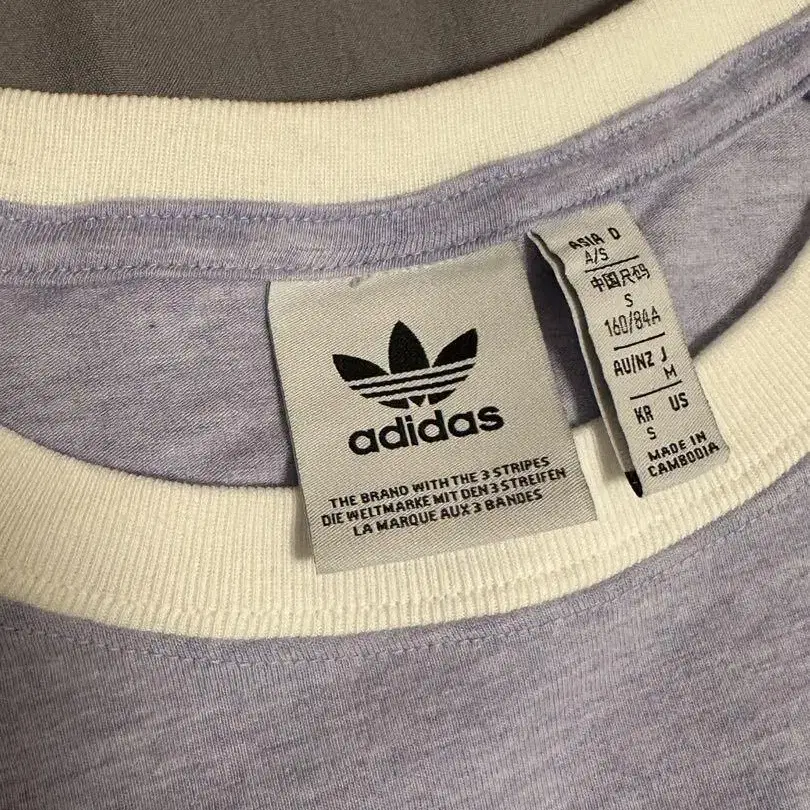 adidas
THE BRAND WITH THE 3 STRIPES
DIE WELTMARKE MIT DEN 3 STREIFEN
LA MARQUE AUX 3 BANDES
ASIA D
A/S
中国尺码
S
160/84A
AU/NZ J
M
KR US
S
MADE IN
CAMBODIA